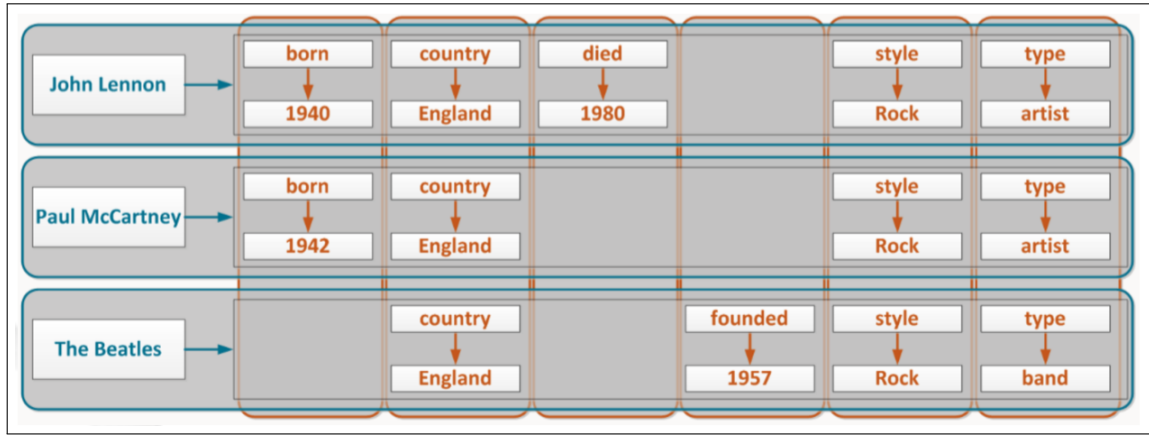 born country died style type
John Lennon
1940 England 1980 Rock artist
born country style type
Paul McCartney
1942 England Rock artist
country founded style type
The Beatles
England 1957 Rock band